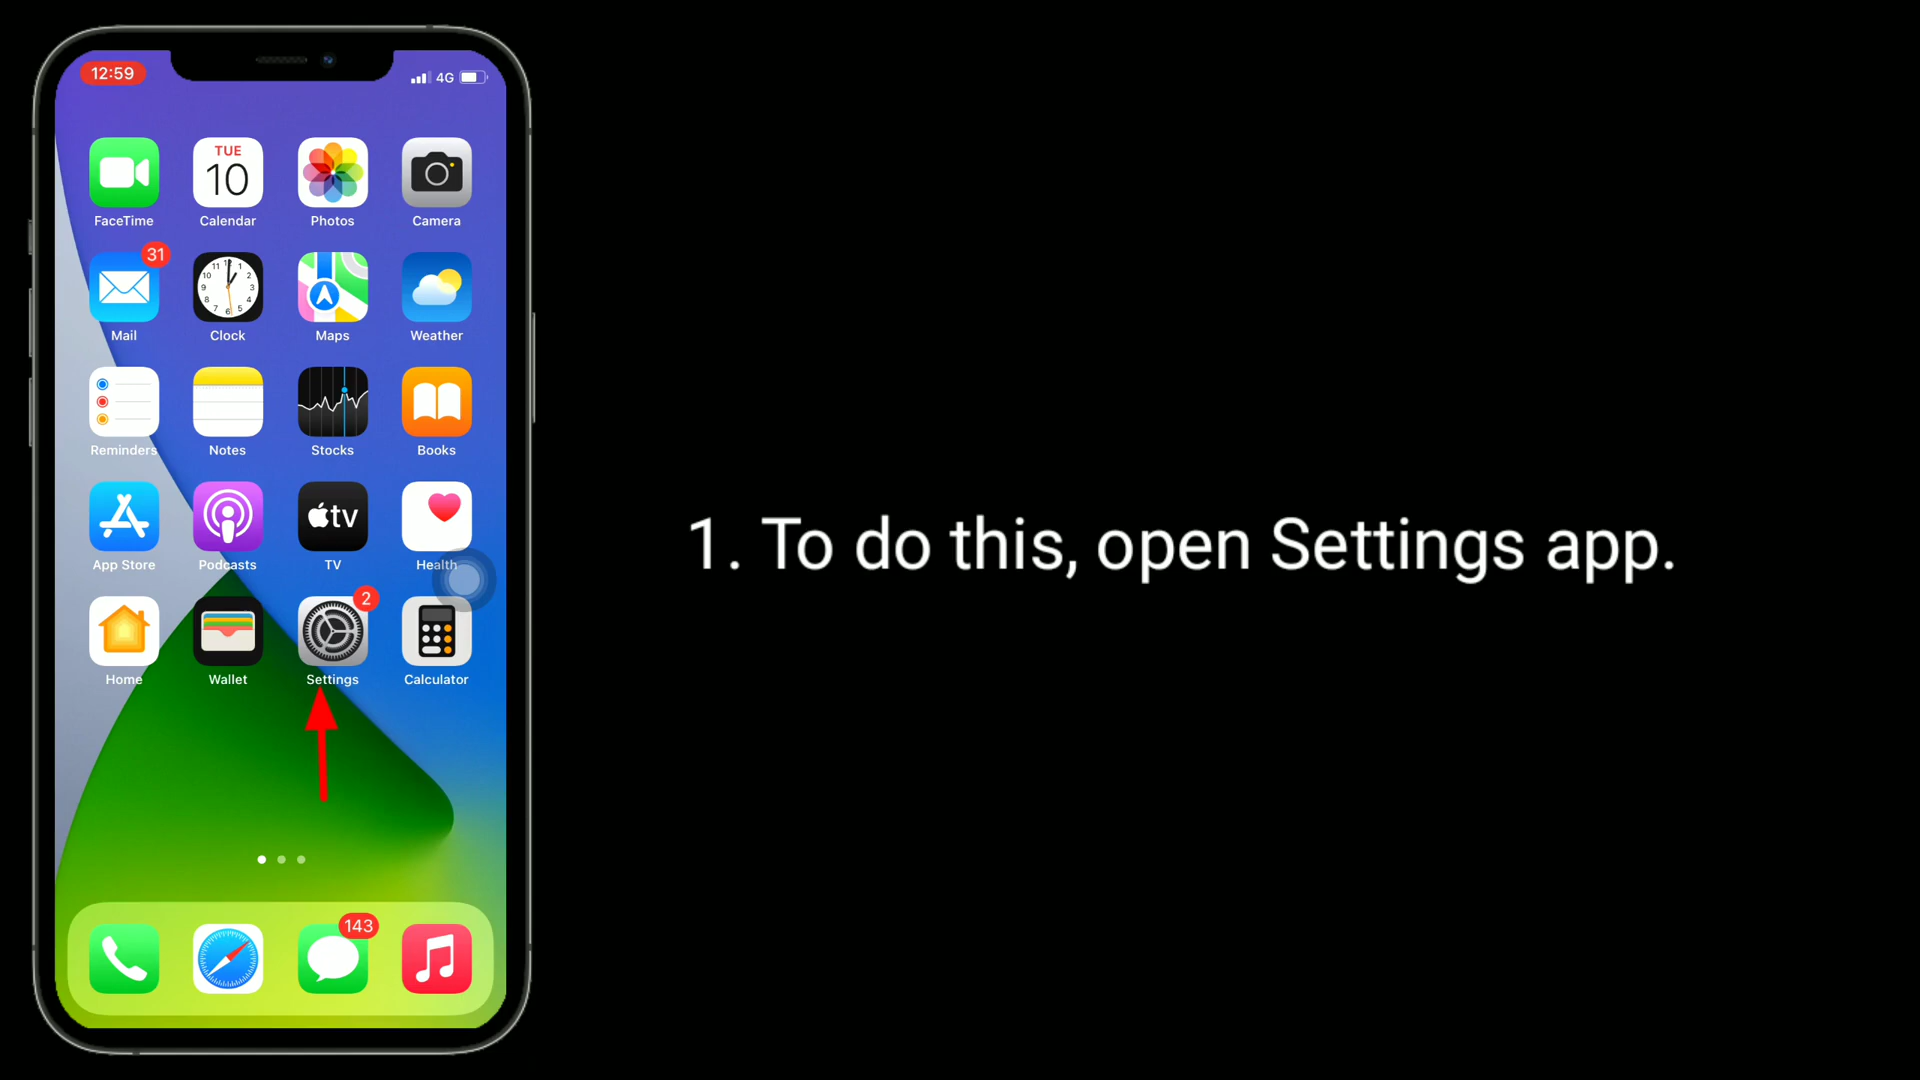 12:59
4G
TUE
10
FaceTime
Calendar
Photos
Camera
31
Mail
Clock
Maps
Weather
Reminders
Notes
Stocks
Books
tv
App Store
Podcasts
TV
Health
2
Home
Wallet
Settings
Calculator
143
1. To do this, open Settings app.